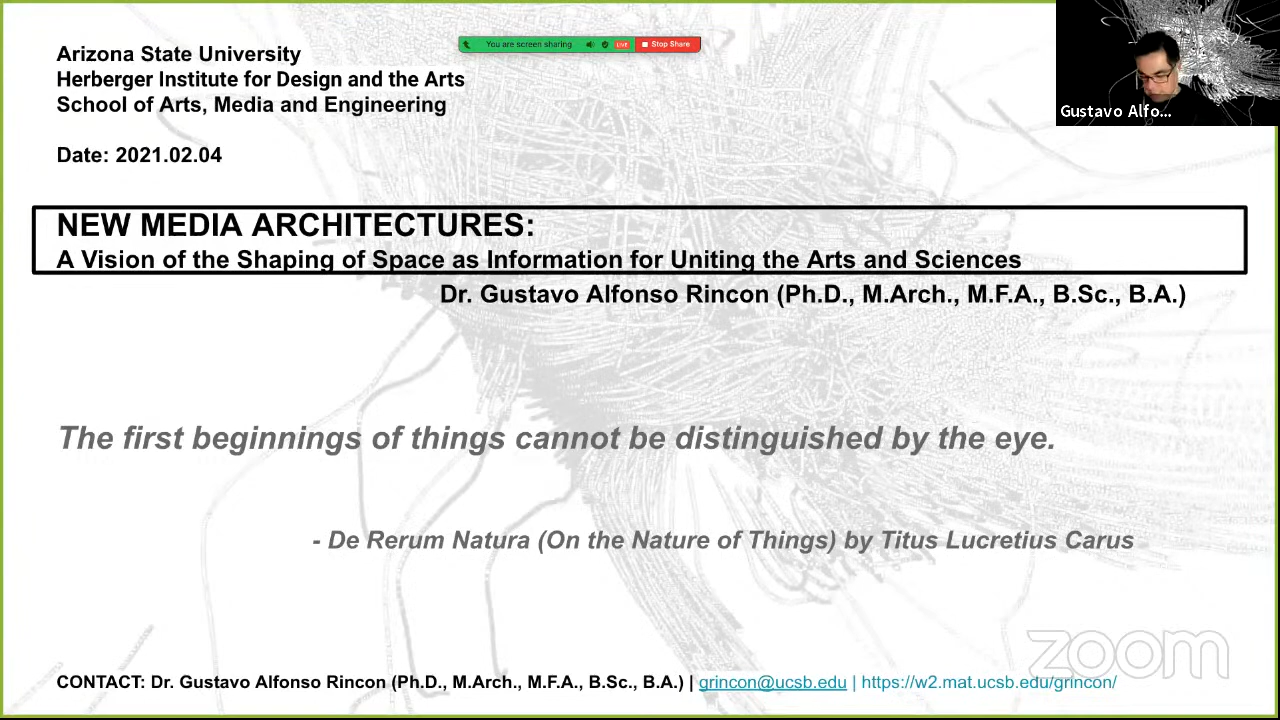 Arizona State University
Herberger Institute for Design and the Arts
School of Arts, Media and Engineering
You are screen sharing
LIVE
Stop Share
Gustavo Alfo...
Date: 2021.02.04
NEW MEDIA ARCHITECTURES:
A Vision of the Shaping of Space as Information for Uniting the Arts and Sciences
Dr. Gustavo Alfonso Rincon (Ph.D., M.Arch., M.F.A., B.Sc., B.A.)
The first beginnings of things cannot be distinguished by the eye.
- De Rerum Natura (On the Nature of Things) by Titus Lucretius Carus
zoom
CONTACT: Dr. Gustavo Alfonso Rincon (Ph.D., M.Arch., M.F.A., B.Sc., B.A.) | grincon@ucsb.edu | https://w2.mat.ucsb.edu/grincon/